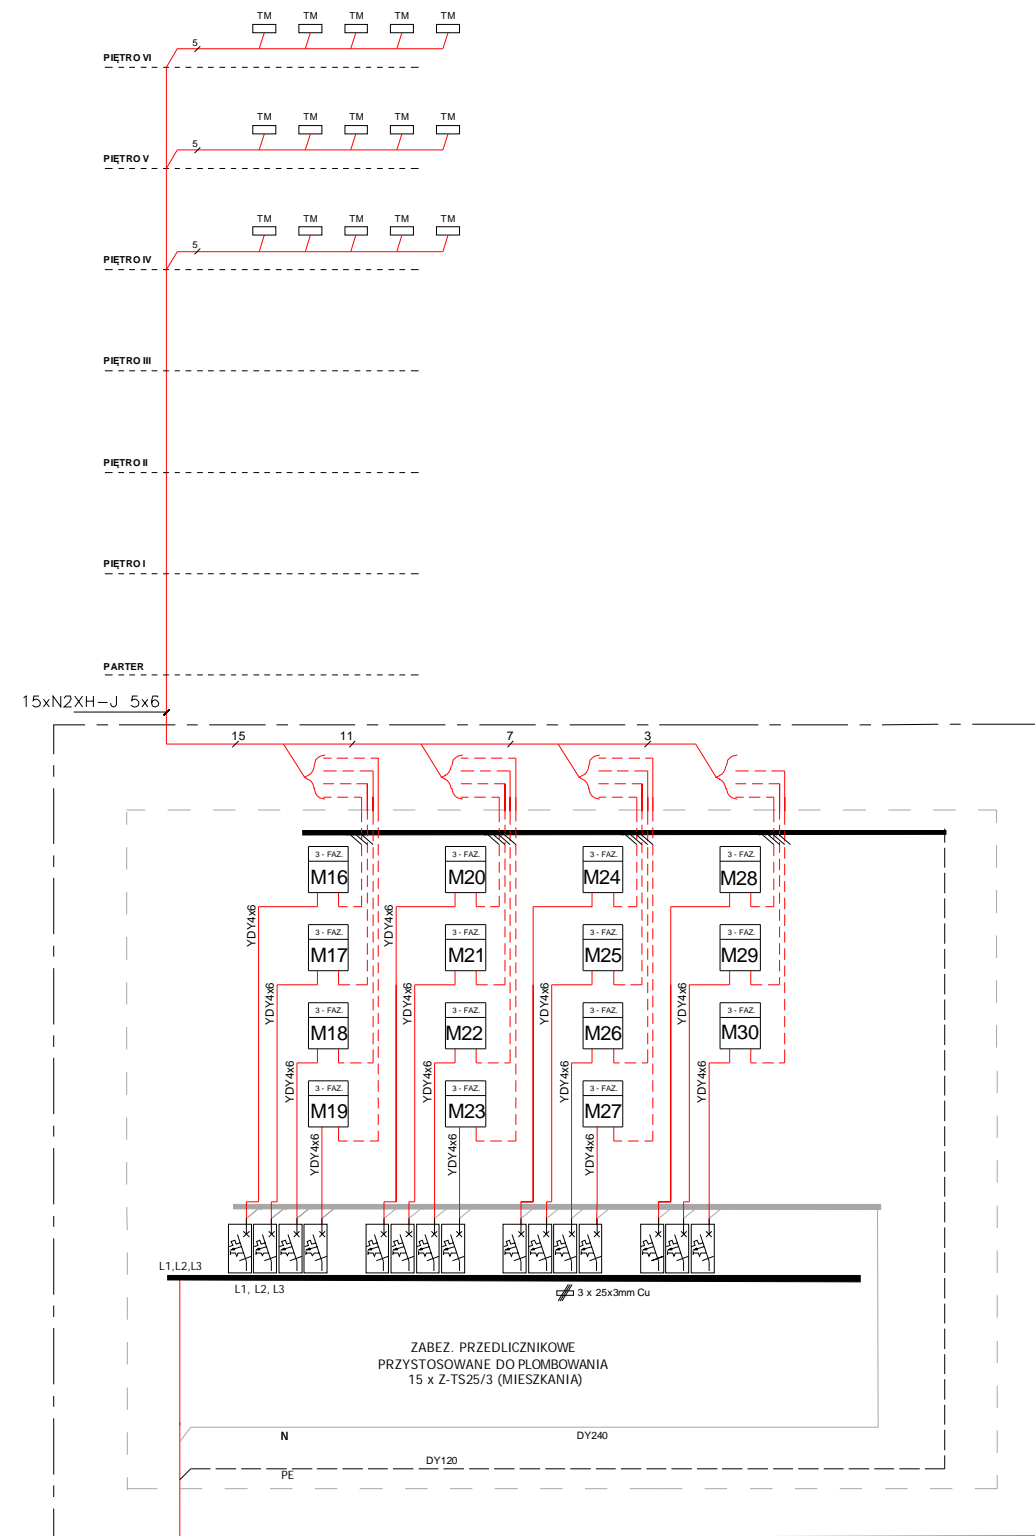 TM TM TM TM TM
5
PIĘTRO VI
TM TM TM TM TM
5
PIĘTRO V
TM TM TM TM TM
5
PIĘTRO IV
PIĘTRO III
PIĘTRO II
PIĘTRO I
PARTER
15xN2XH-J 5x6
15 11 7 3
3 - FAZ. 3 - FAZ. 3 - FAZ. 3 - FAZ.
M16 M20 M24 M28
YDY4x6 YDY4x6
3 - FAZ. 3 - FAZ. 3 - FAZ. 3 - FAZ.
M17 M21 M25 M29
YDY4x6 YDY4x6 YDY4x6 YDY4x6
3 - FAZ. 3 - FAZ. 3 - FAZ. 3 - FAZ.
M18 M22 M26 M30
YDY4x6 YDY4x6 YDY4x6 YDY4x6
3 - FAZ. 3 - FAZ. 3 - FAZ.
M19 M23 M27
YDY4x6 YDY4x6 YDY4x6
L1,L2,L3
L1, L2, L3
3 x 25x3mm Cu
ZABEZ. PRZEDLICZNIKOWE
PRZYSTOSOWANE DO PLOMBOWANIA
15 x Z-TS25/3 (MIESZKANIA)
N DY240
DY120
PE